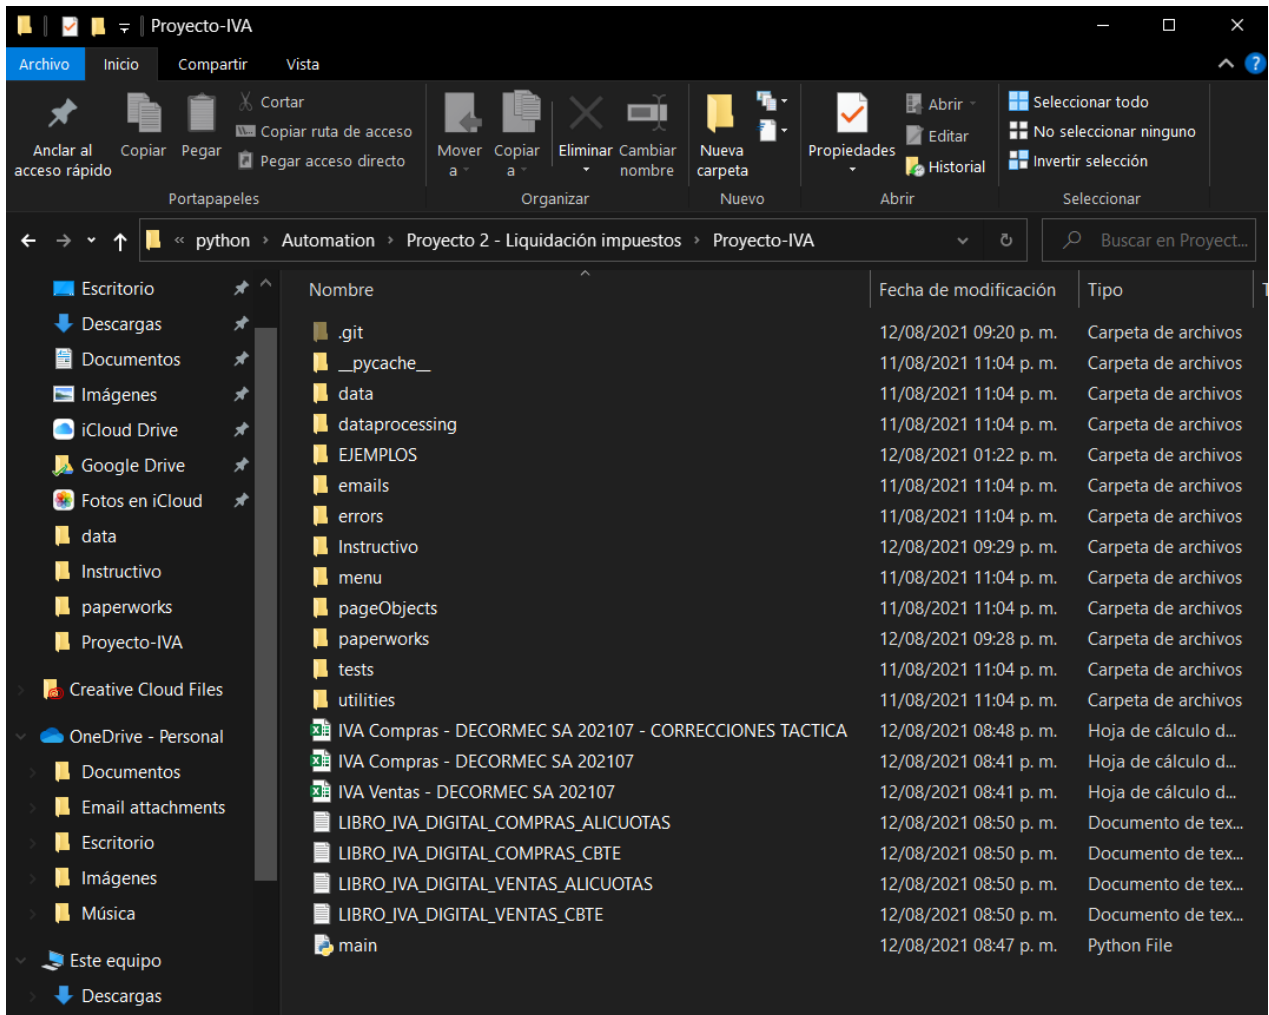 Proyecto-IVA
Archivo Inicio Compartir Vista
Anclar al acceso rápido
Copiar
Pegar
Cortar
Copiar ruta de acceso
Pegar acceso directo
Portapapeles
Mover a
Copiar a
Eliminar
Cambiar nombre
Organizar
Nueva carpeta
Nuevo
Propiedades
Abrir
Editar
Historial
Abrir
Seleccionar todo
No seleccionar ninguno
Invertir selección
Seleccionar
« python › Automation › Proyecto 2 - Liquidación impuestos › Proyecto-IVA
Buscar en Proyect...
Escritorio
Descargas
Documentos
Imágenes
iCloud Drive
Google Drive
Fotos en iCloud
data
Instructivo
paperworks
Proyecto-IVA
Creative Cloud Files
OneDrive - Personal
Documentos
Email attachments
Escritorio
Imágenes
Música
Este equipo
Descargas
Nombre Fecha de modificación Tipo T
.git 12/08/2021 09:20 p. m. Carpeta de archivos
__pycache__ 11/08/2021 11:04 p. m. Carpeta de archivos
data 11/08/2021 11:04 p. m. Carpeta de archivos
dataprocessing 11/08/2021 11:04 p. m. Carpeta de archivos
EJEMPLOS 12/08/2021 01:22 p. m. Carpeta de archivos
emails 11/08/2021 11:04 p. m. Carpeta de archivos
errors 11/08/2021 11:04 p. m. Carpeta de archivos
Instructivo 12/08/2021 09:29 p. m. Carpeta de archivos
menu 11/08/2021 11:04 p. m. Carpeta de archivos
pageObjects 11/08/2021 11:04 p. m. Carpeta de archivos
paperworks 12/08/2021 09:28 p. m. Carpeta de archivos
tests 11/08/2021 11:04 p. m. Carpeta de archivos
utilities 11/08/2021 11:04 p. m. Carpeta de archivos
IVA Compras - DECORMEC SA 202107 - CORRECCIONES TACTICA 12/08/2021 08:48 p. m. Hoja de cálculo d...
IVA Compras - DECORMEC SA 202107 12/08/2021 08:41 p. m. Hoja de cálculo d...
IVA Ventas - DECORMEC SA 202107 12/08/2021 08:41 p. m. Hoja de cálculo d...
LIBRO_IVA_DIGITAL_COMPRAS_ALICUOTAS 12/08/2021 08:50 p. m. Documento de tex...
LIBRO_IVA_DIGITAL_COMPRAS_CBTE 12/08/2021 08:50 p. m. Documento de tex...
LIBRO_IVA_DIGITAL_VENTAS_ALICUOTAS 12/08/2021 08:50 p. m. Documento de tex...
LIBRO_IVA_DIGITAL_VENTAS_CBTE 12/08/2021 08:50 p. m. Documento de tex...
main 12/08/2021 08:47 p. m. Python File